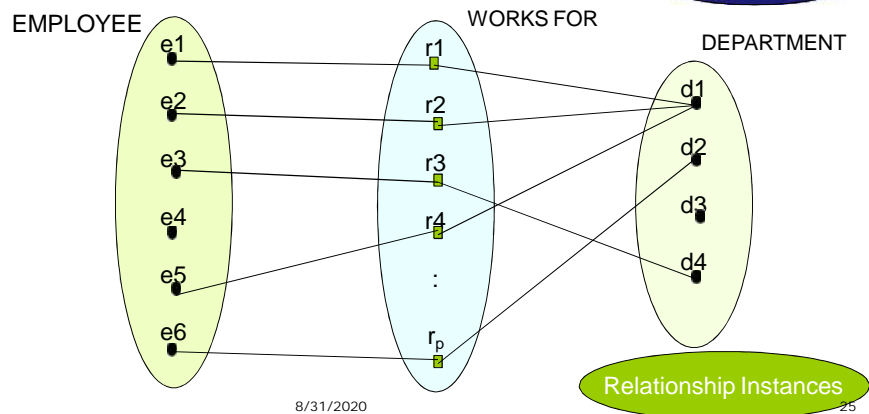 EMPLOYEE
WORKS FOR
DEPARTMENT
e1
e2
e3
e4
e5
e6
r1
r2
r3
r4
:
rp
d1
d2
d3
d4
Relationship Instances
8/31/2020
25